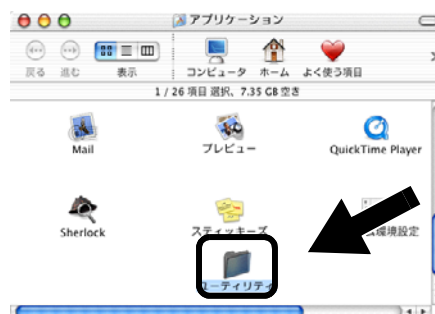 アプリケーション
戻る 進む 表示 コンピュータ ホーム よく使う項目
1 / 26 項目 選択、7.35 GB 空き
Mail プレビュー QuickTime Player
Sherlock スティッキーズ 環境設定
ユーティリティ